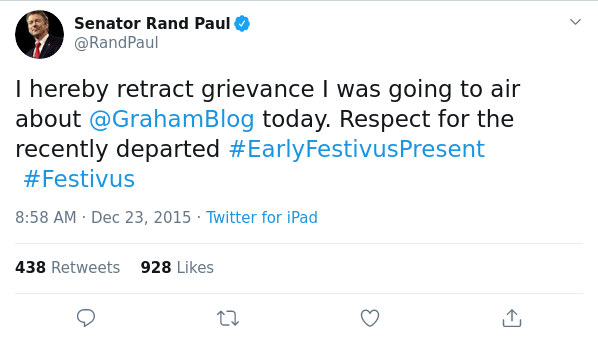 Senator Rand Paul
@RandPaul
I hereby retract grievance I was going to air
about @GrahamBlog today. Respect for the
recently departed #EarlyFestivusPresent
#Festivus
8:58 AM · Dec 23, 2015 · Twitter for iPad
438 Retweets 928 Likes